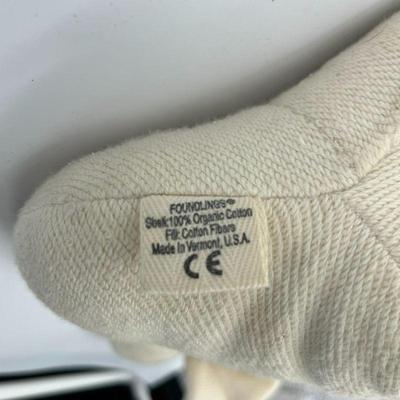 FOUNDLINGS®
Shell:100% Organic Cotton
Fill: Cotton Fibers
Made in Vermont, U.S.A.
CE